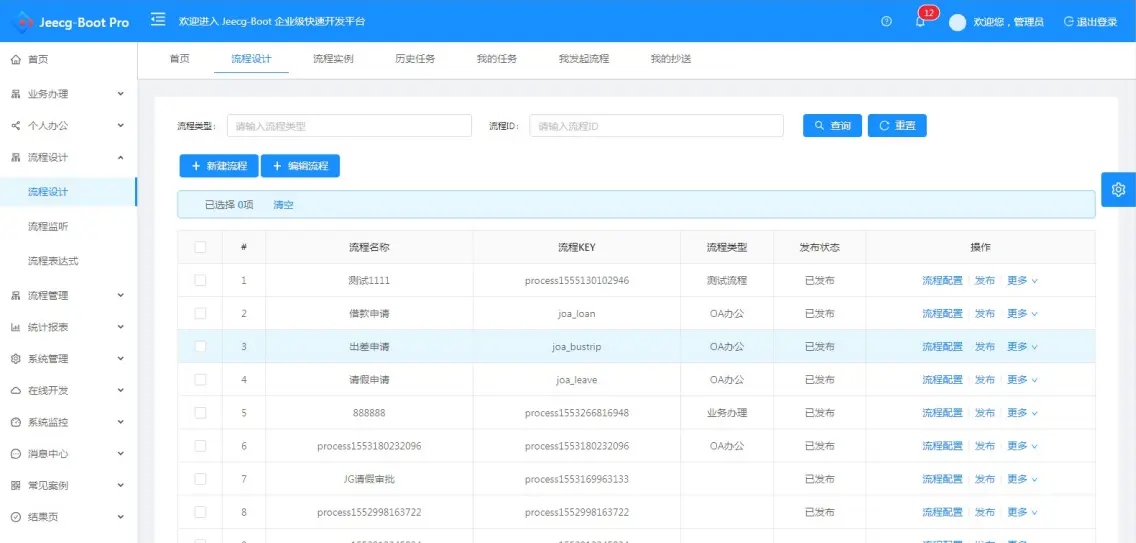 Jeecg-Boot Pro 欢迎进入 Jeecg-Boot 企业级快速开发平台 12 欢迎您，管理员 退出登录
首页 流程设计 流程实例 历史任务 我的任务 我发起流程 我的抄送
首页
业务办理
个人办公
流程设计
流程设计
流程监听
流程表达式
流程管理
统计报表
系统管理
在线开发
系统监控
消息中心
常见案例
结果页
流程类型: 请输入流程类型 流程ID: 请输入流程ID 查询 重置
+ 新建流程 + 编辑流程
已选择 0项 清空
# 流程名称 流程KEY 流程类型 发布状态 操作
1 测试1111 process1555130102946 测试流程 已发布 流程配置 发布 更多
2 借款申请 joa_loan OA办公 已发布 流程配置 发布 更多
3 出差申请 joa_bustrip OA办公 已发布 流程配置 发布 更多
4 请假申请 joa_leave OA办公 已发布 流程配置 发布 更多
5 888888 process1553266816948 业务办理 已发布 流程配置 发布 更多
6 process1553180232096 process1553180232096 OA办公 已发布 流程配置 发布 更多
7 JG请假审批 process1553169963133 已发布 流程配置 发布 更多
8 process1552998163722 process1552998163722 已发布 流程配置 发布 更多